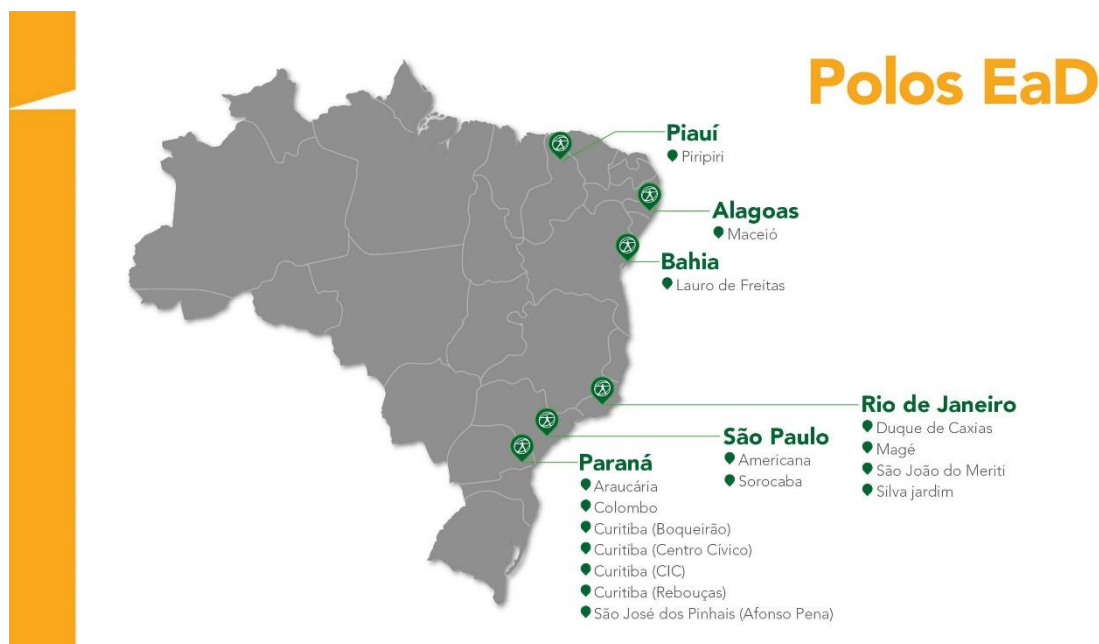 Polos EaD
Piauí
Piripiri
Alagoas
Maceió
Bahia
Lauro de Freitas
Rio de Janeiro
Duque de Caxias
Magé
São João do Meriti
Silva jardim
São Paulo
Americana
Sorocaba
Paraná
Araucária
Colombo
Curitiba (Boqueirão)
Curitiba (Centro Cívico)
Curitiba (CIC)
Curitiba (Rebouças)
São José dos Pinhais (Afonso Pena)